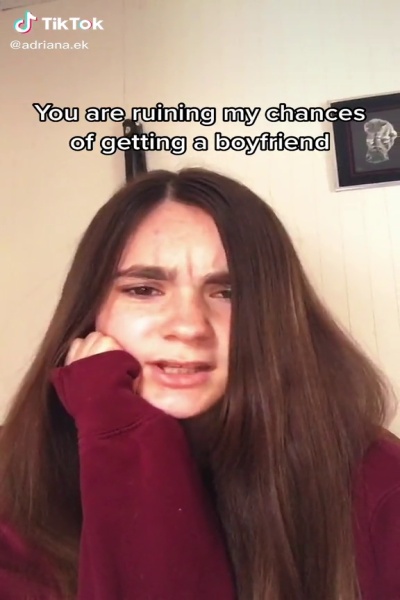 TikTok
@adriana.ek
You are ruining my chances
of getting a boyfriend